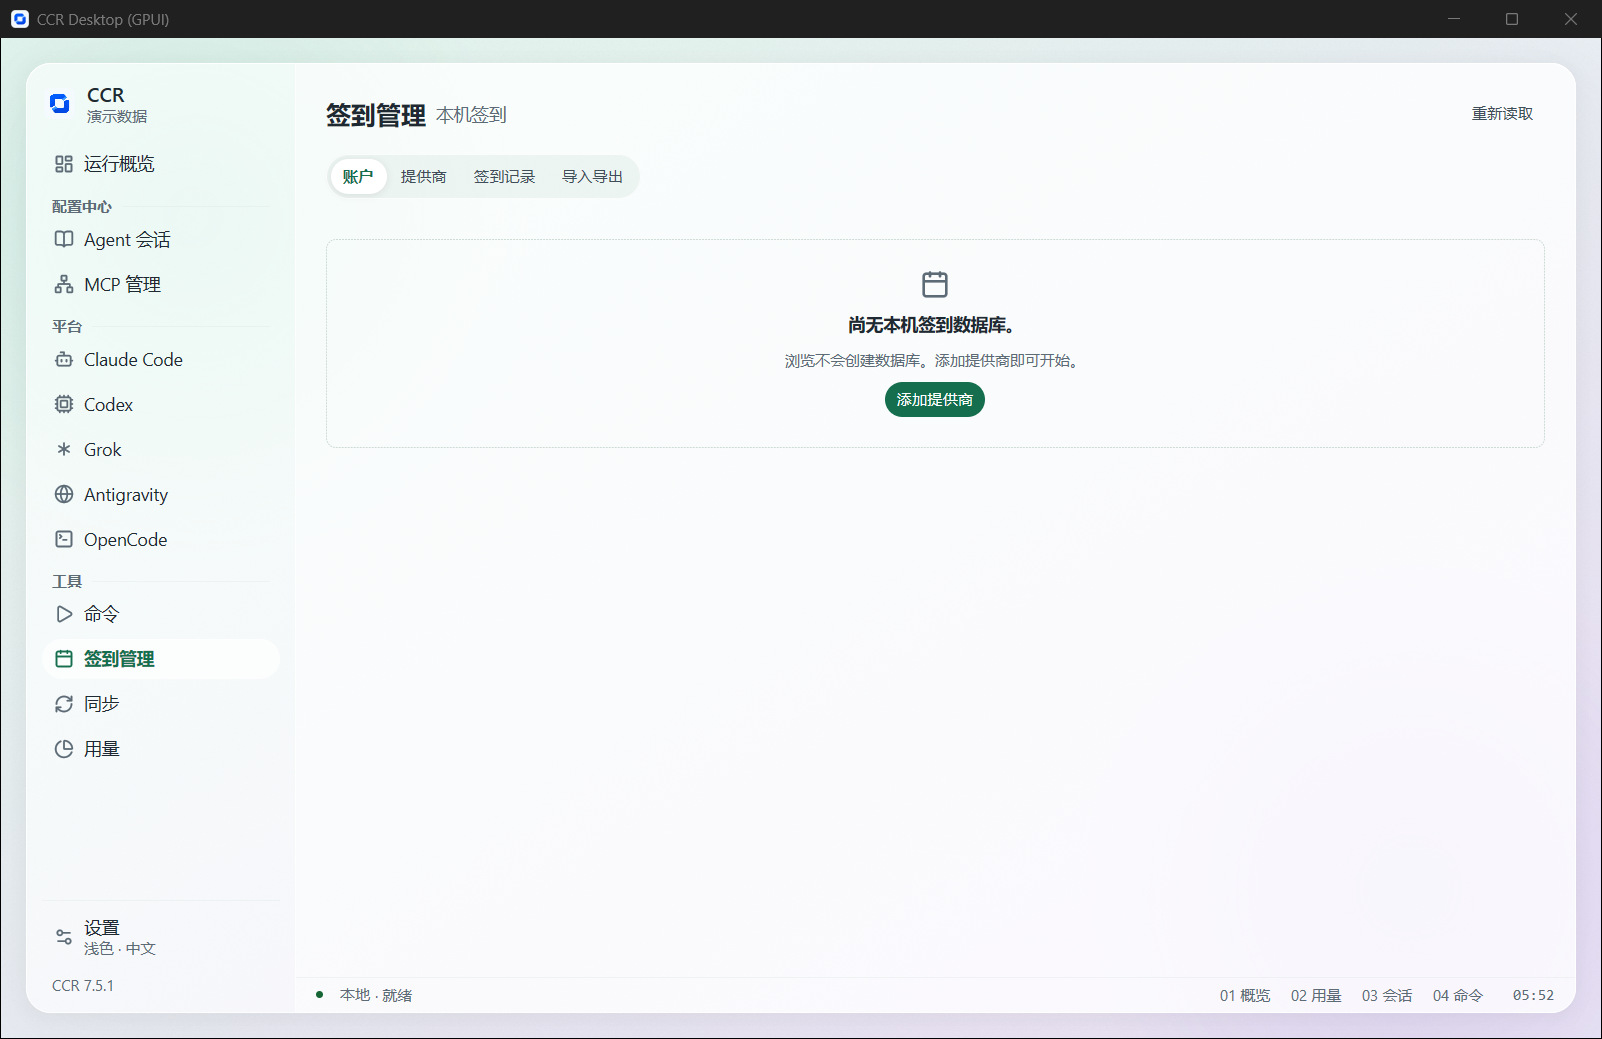 CCR Desktop (GPUI)
CCR
演示数据
运行概览
配置中心
Agent 会话
MCP 管理
平台
Claude Code
Codex
Grok
Antigravity
OpenCode
工具
命令
签到管理
同步
用量
设置
浅色 · 中文
CCR 7.5.1
签到管理 本机签到
重新读取
账户 提供商 签到记录 导入导出
尚无本机签到数据库。
浏览不会创建数据库。添加提供商即可开始。
添加提供商
本地 · 就绪
01 概览 02 用量 03 会话 04 命令 05:52